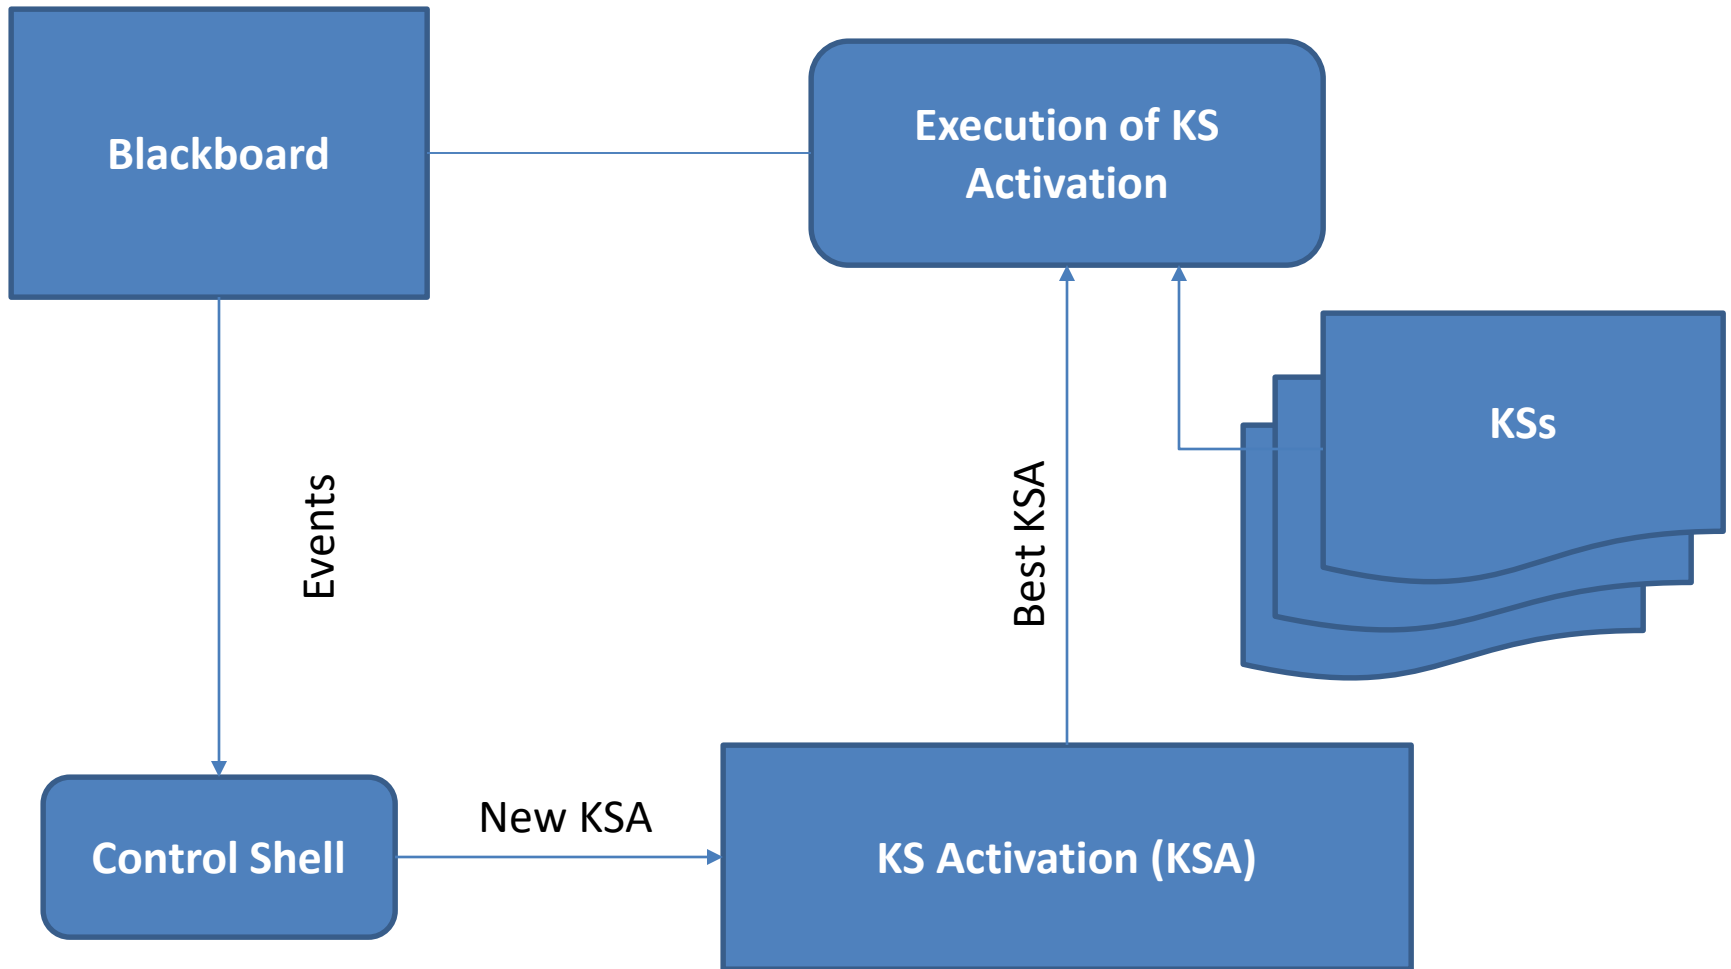 Blackboard
Execution of KS
Activation
KSs
Events
Best KSA
New KSA
Control Shell
KS Activation (KSA)